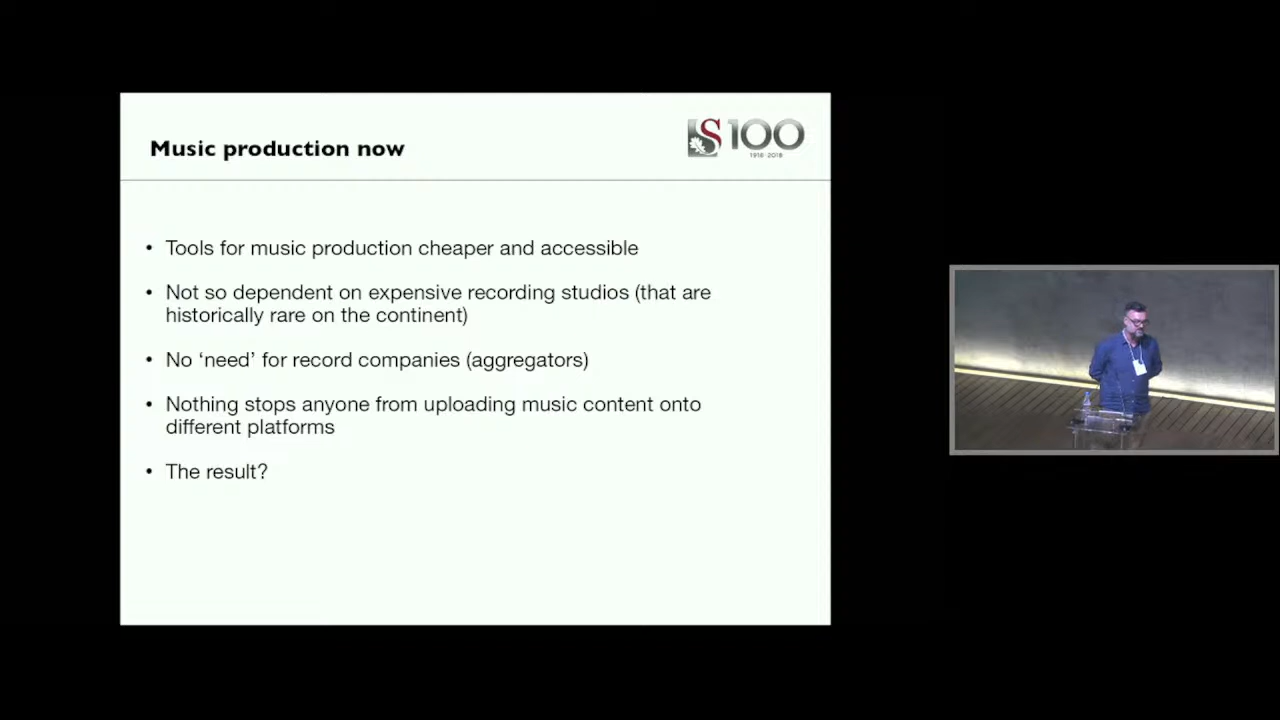 Music production now
S100
1918·2018
• Tools for music production cheaper and accessible
• Not so dependent on expensive recording studios (that are
historically rare on the continent)
• No ‘need’ for record companies (aggregators)
• Nothing stops anyone from uploading music content onto
different platforms
• The result?